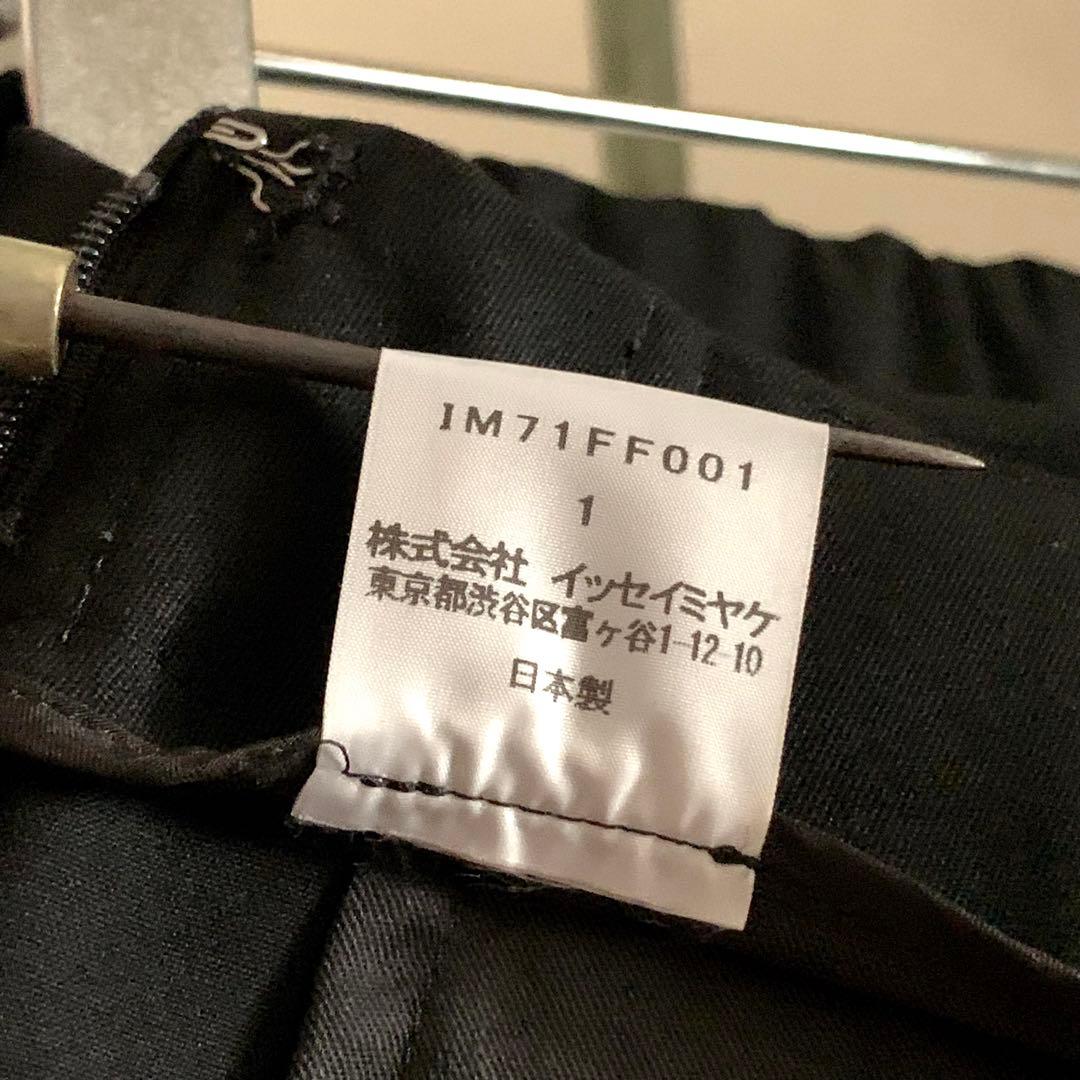 IM71FF001
1
株式会社 イッセイミヤケ
東京都渋谷区富ヶ谷1-12-10
日本製